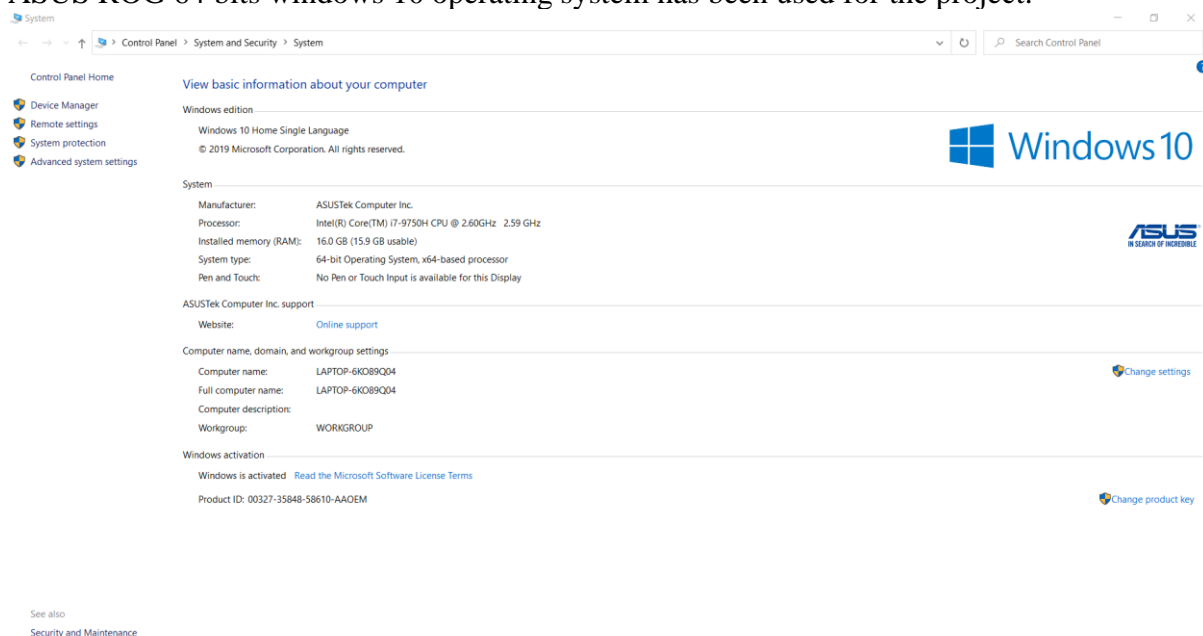 ASUS ROG 64 bits windows 10 operating system has been used for the project.
System
Control Panel > System and Security > System
Search Control Panel
Control Panel Home
View basic information about your computer
Device Manager
Windows edition
Remote settings
Windows 10 Home Single Language
System protection
© 2019 Microsoft Corporation. All rights reserved.
Advanced system settings
Windows 10
System
Manufacturer: ASUSTek Computer Inc.
Processor: Intel(R) Core(TM) i7-9750H CPU @ 2.60GHz 2.59 GHz
Installed memory (RAM): 16.0 GB (15.9 GB usable)
System type: 64-bit Operating System, x64-based processor
Pen and Touch: No Pen or Touch Input is available for this Display
ASUS
IN SEARCH OF INCREDIBLE
ASUSTek Computer Inc. support
Website: Online support
Computer name, domain, and workgroup settings
Computer name: LAPTOP-6KO89Q04
Change settings
Full computer name: LAPTOP-6KO89Q04
Computer description:
Workgroup: WORKGROUP
Windows activation
Windows is activated Read the Microsoft Software License Terms
Product ID: 00327-35848-58610-AAOEM
Change product key
See also
Security and Maintenance